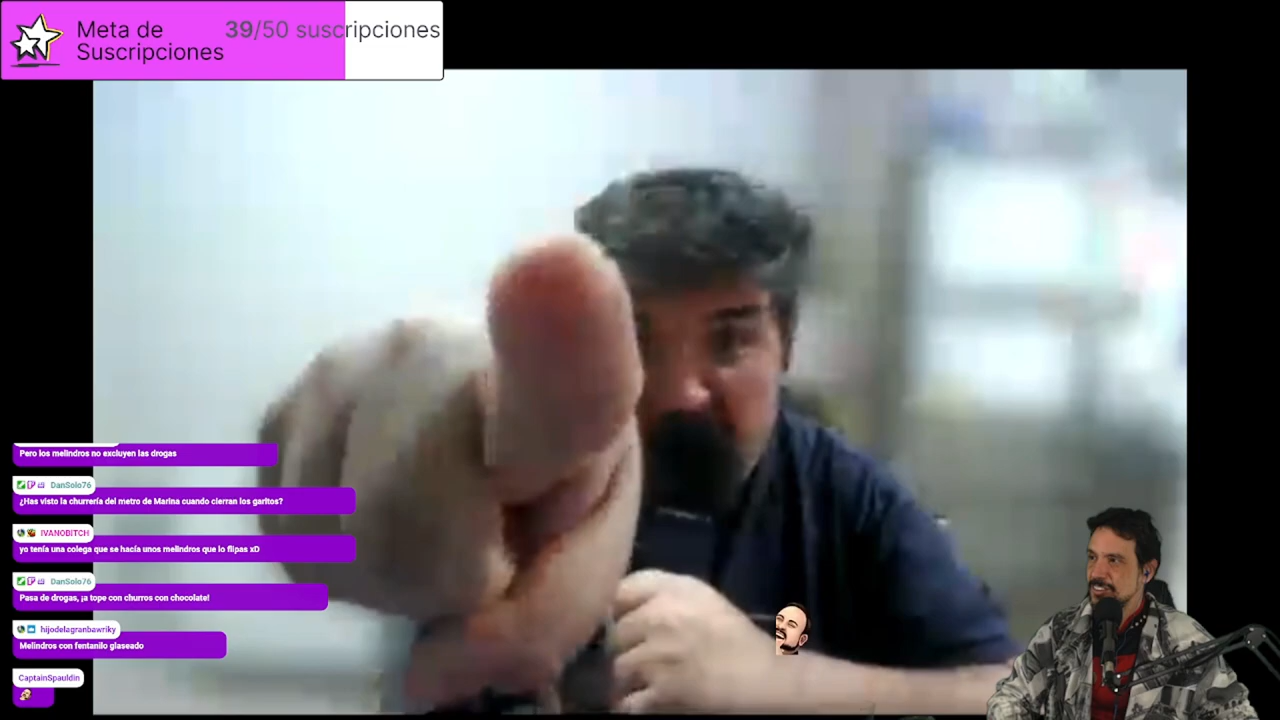 Meta de
Suscripciones
39/50 suscripciones
Pero los melindros no excluyen las drogas
DanSolo76
¿Has visto la churrería del metro de Marina cuando cierran los garitos?
IVANOBITCH
yo tenía una colega que se hacía unos melindros que lo flipas xD
DanSolo76
Pasa de drogas, ¡a tope con churros con chocolate!
hijodelagranbawriky
Melindros con fentanilo glaseado
CaptainSpauldin